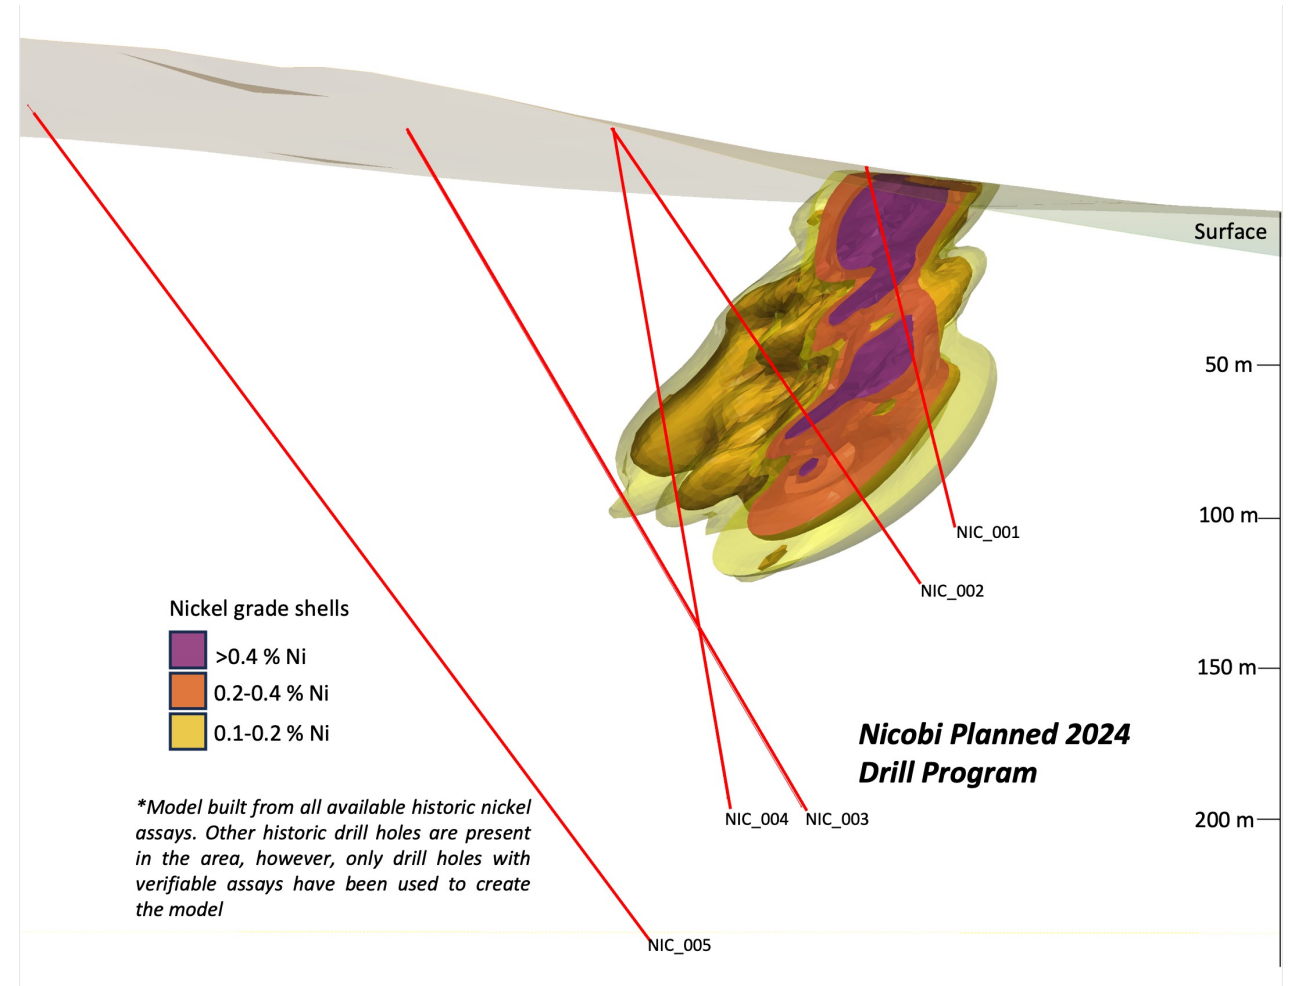 Surface
50 m
100 m
NIC_001
NIC_002
Nickel grade shells
>0.4 % Ni
0.2-0.4 % Ni
0.1-0.2 % Ni
150 m
Nicobi Planned 2024
Drill Program
*Model built from all available historic nickel
assays. Other historic drill holes are present
in the area, however, only drill holes with
verifiable assays have been used to create
the model
NIC_004
NIC_003
200 m
NIC_005